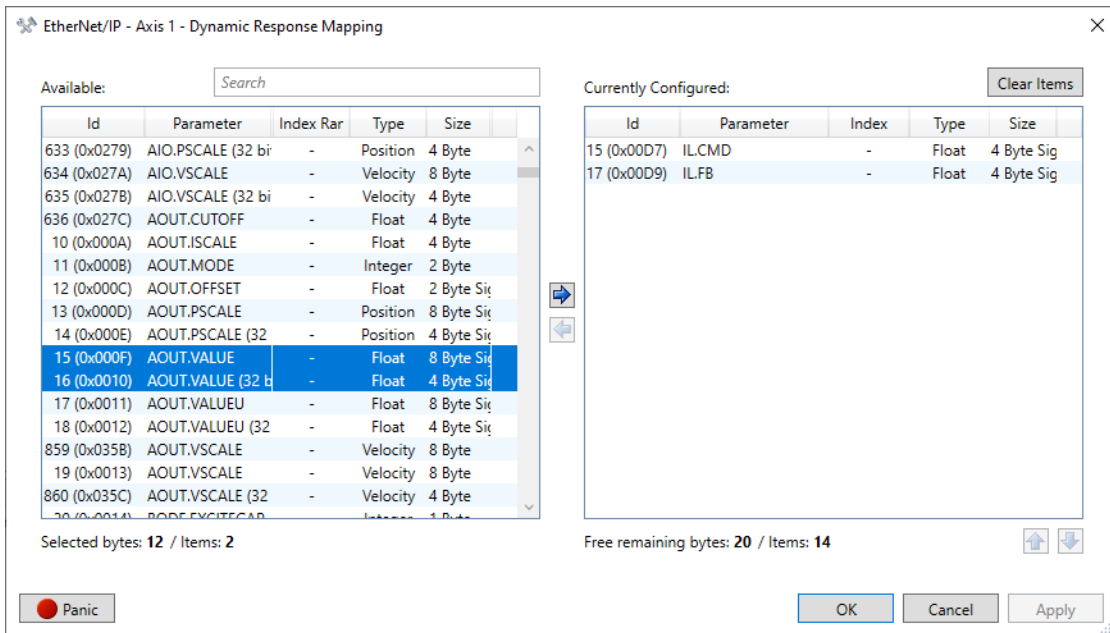 EtherNet/IP - Axis 1 - Dynamic Response Mapping
Available:
Search
Currently Configured:
Clear Items
Id Parameter Index Rar Type Size
633 (0x0279) AIO.PSCALE (32 bi - Position 4 Byte
634 (0x027A) AIO.VSCALE - Velocity 8 Byte
635 (0x027B) AIO.VSCALE (32 bi - Velocity 4 Byte
636 (0x027C) AOUT.CUTOFF - Float 4 Byte
10 (0x000A) AOUT.ISCALE - Float 4 Byte
11 (0x000B) AOUT.MODE - Integer 2 Byte
12 (0x000C) AOUT.OFFSET - Float 2 Byte Sig
13 (0x000D) AOUT.PSCALE - Position 8 Byte Sig
14 (0x000E) AOUT.PSCALE (32 - Position 4 Byte Sig
15 (0x000F) AOUT.VALUE - Float 8 Byte Sig
16 (0x0010) AOUT.VALUE (32 b - Float 4 Byte Sig
17 (0x0011) AOUT.VALUEU - Float 8 Byte Sig
18 (0x0012) AOUT.VALUEU (32 - Float 4 Byte Sig
859 (0x035B) AOUT.VSCALE - Velocity 8 Byte
19 (0x0013) AOUT.VSCALE - Velocity 8 Byte
860 (0x035C) AOUT.VSCALE (32 - Velocity 4 Byte
20 (0x0014) BODE.EXCITEGAP - Integer 1 Byte
Id Parameter Index Type Size
15 (0x00D7) IL.CMD - Float 4 Byte Sig
17 (0x00D9) IL.FB - Float 4 Byte Sig
Selected bytes: 12 / Items: 2
Free remaining bytes: 20 / Items: 14
Panic
OK
Cancel
Apply